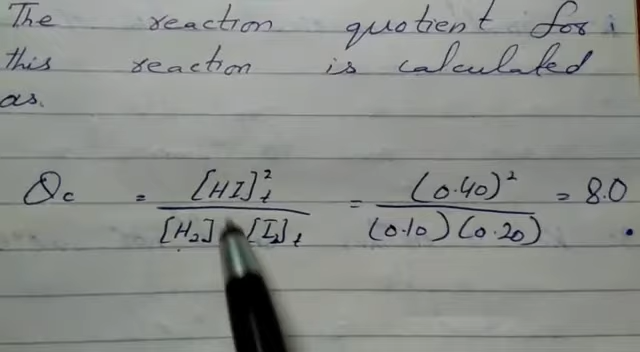 The reaction quotient for
this reaction is calculated
as.
Qc = [HI]²t / [H₂] [I₂]t = (0.40)² / (0.10)(0.20) = 8.0